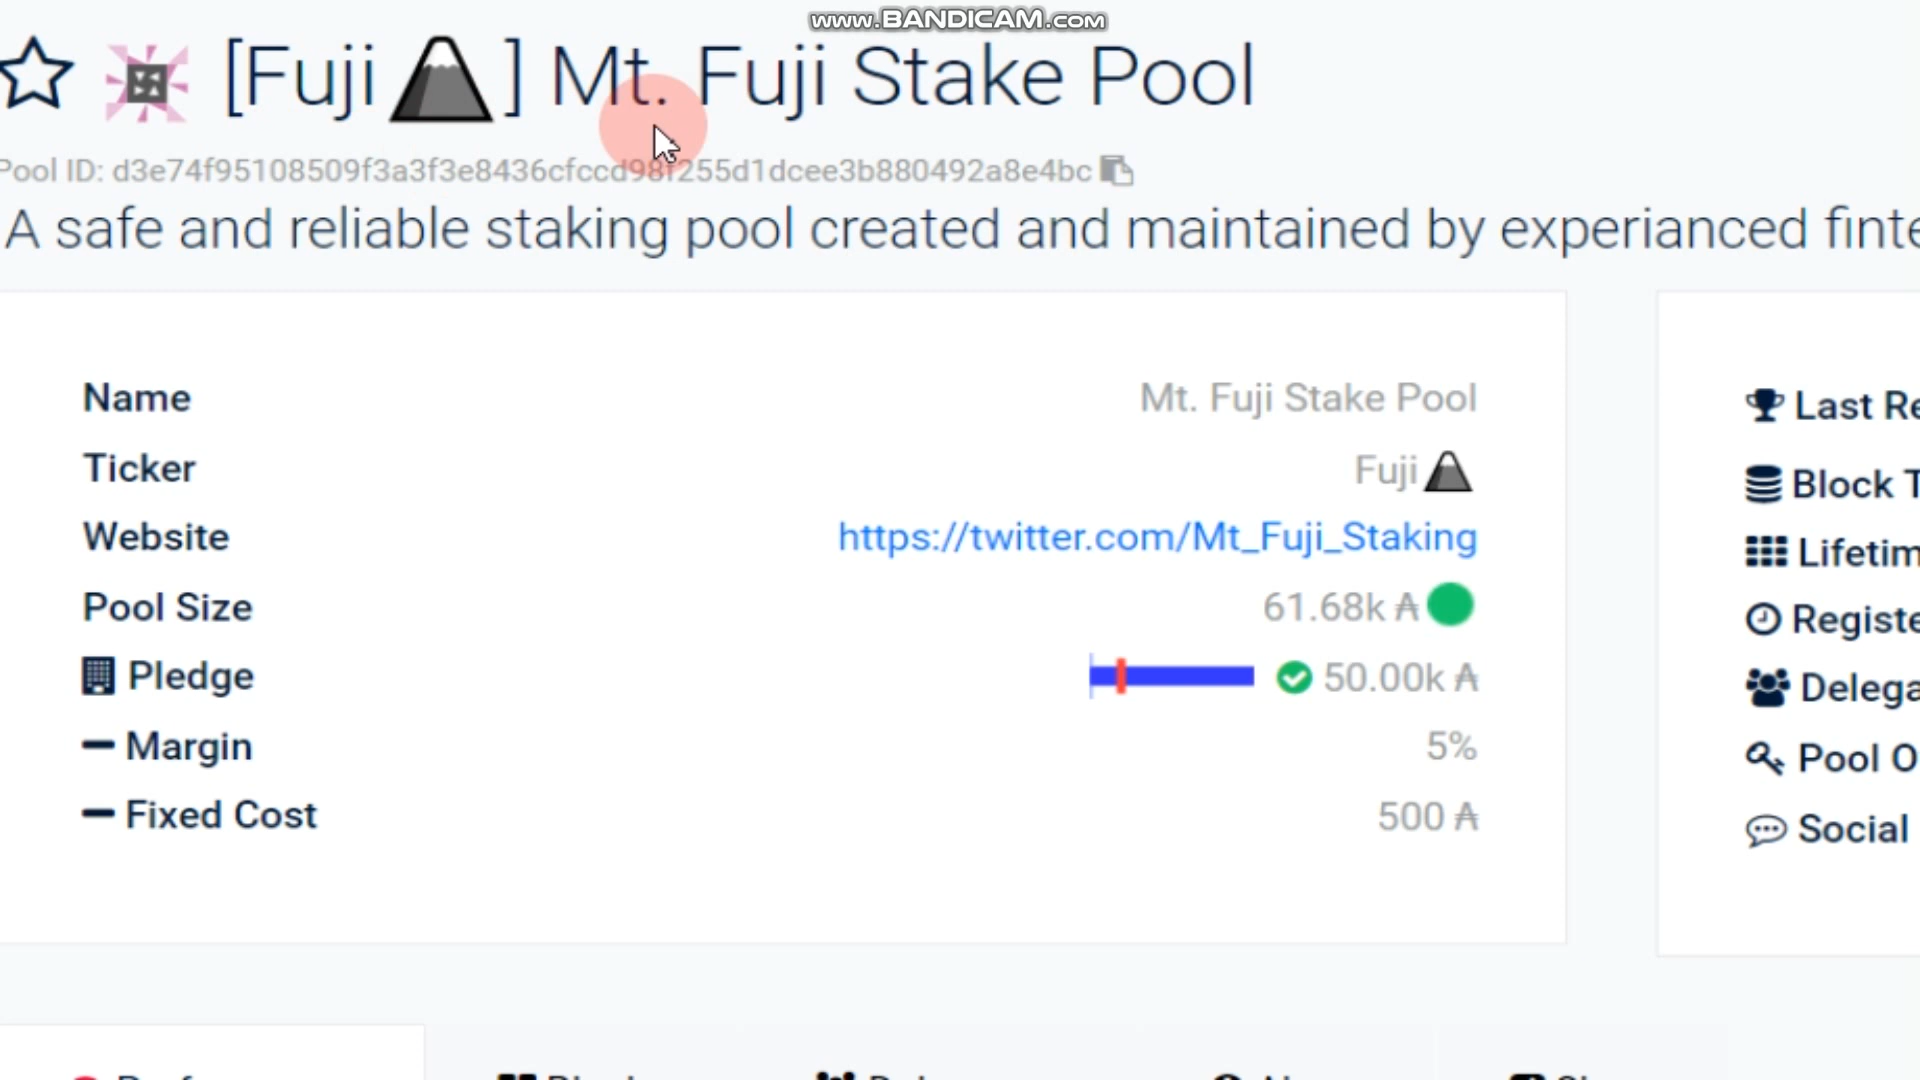 www.BANDICAM.com
[Fuji🗻] Mt. Fuji Stake Pool
Pool ID: d3e74f95108509f3a3f3e8436cfccd98f255d1dcee3b880492a8e4bc
A safe and reliable staking pool created and maintained by experianced finte
Name Mt. Fuji Stake Pool
Ticker Fuji🗻
Website https://twitter.com/Mt_Fuji_Staking
Pool Size 61.68k ₳
Pledge 50.00k ₳
Margin 5%
Fixed Cost 500 ₳
Last Re
Block T
Lifetim
Registe
Delega
Pool O
Social